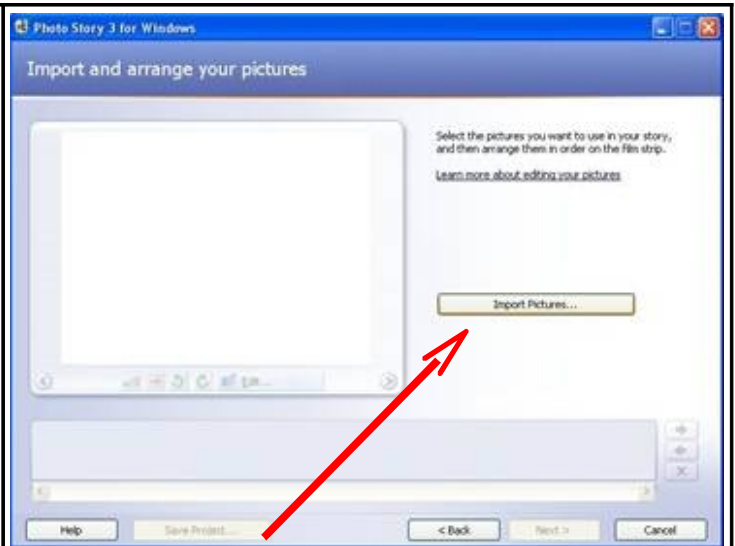 Photo Story 3 for Windows
Import and arrange your pictures
Select the pictures you want to use in your story,
and then arrange them in order on the film strip.
Learn more about editing your pictures
Import Pictures...
Help
Save Project...
< Back
Next >
Cancel